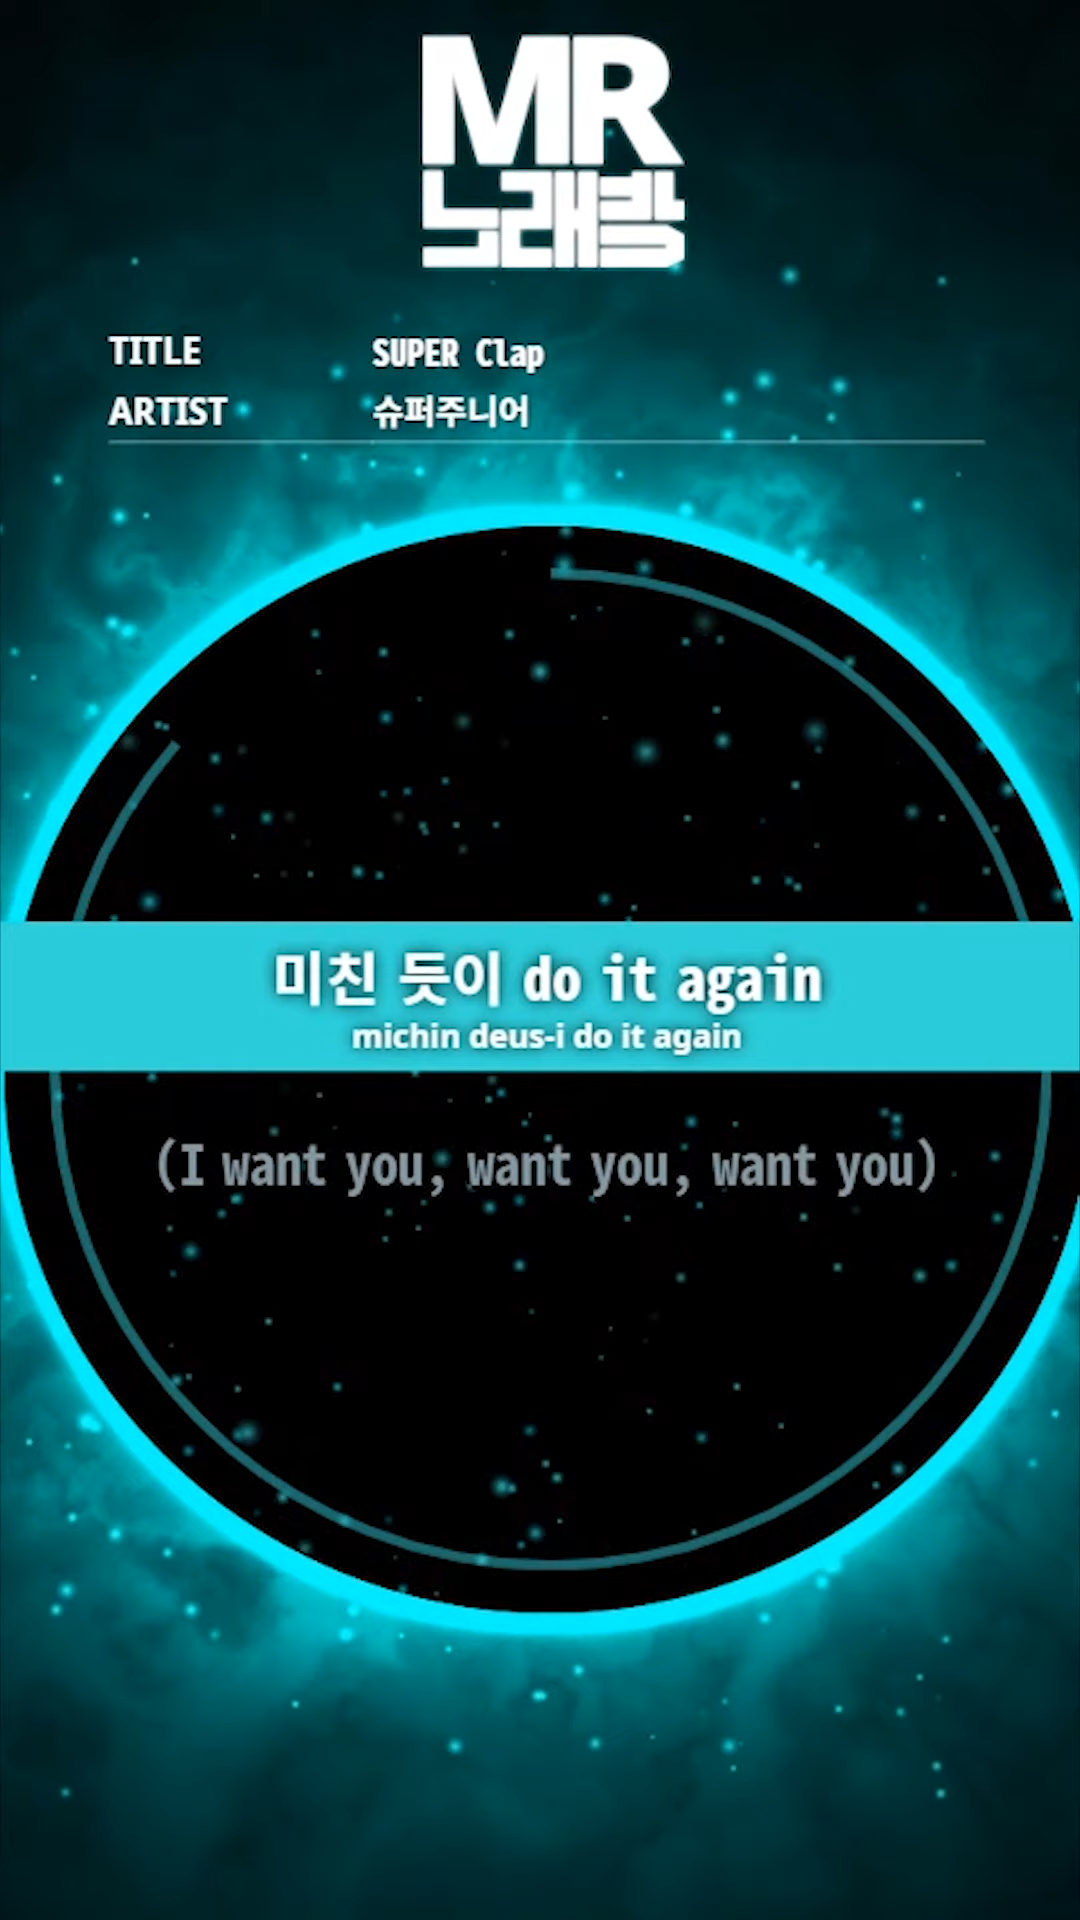 MR
노래방
TITLE SUPER Clap
ARTIST 슈퍼주니어
미친 듯이 do it again
michin deus-i do it again
(I want you, want you, want you)